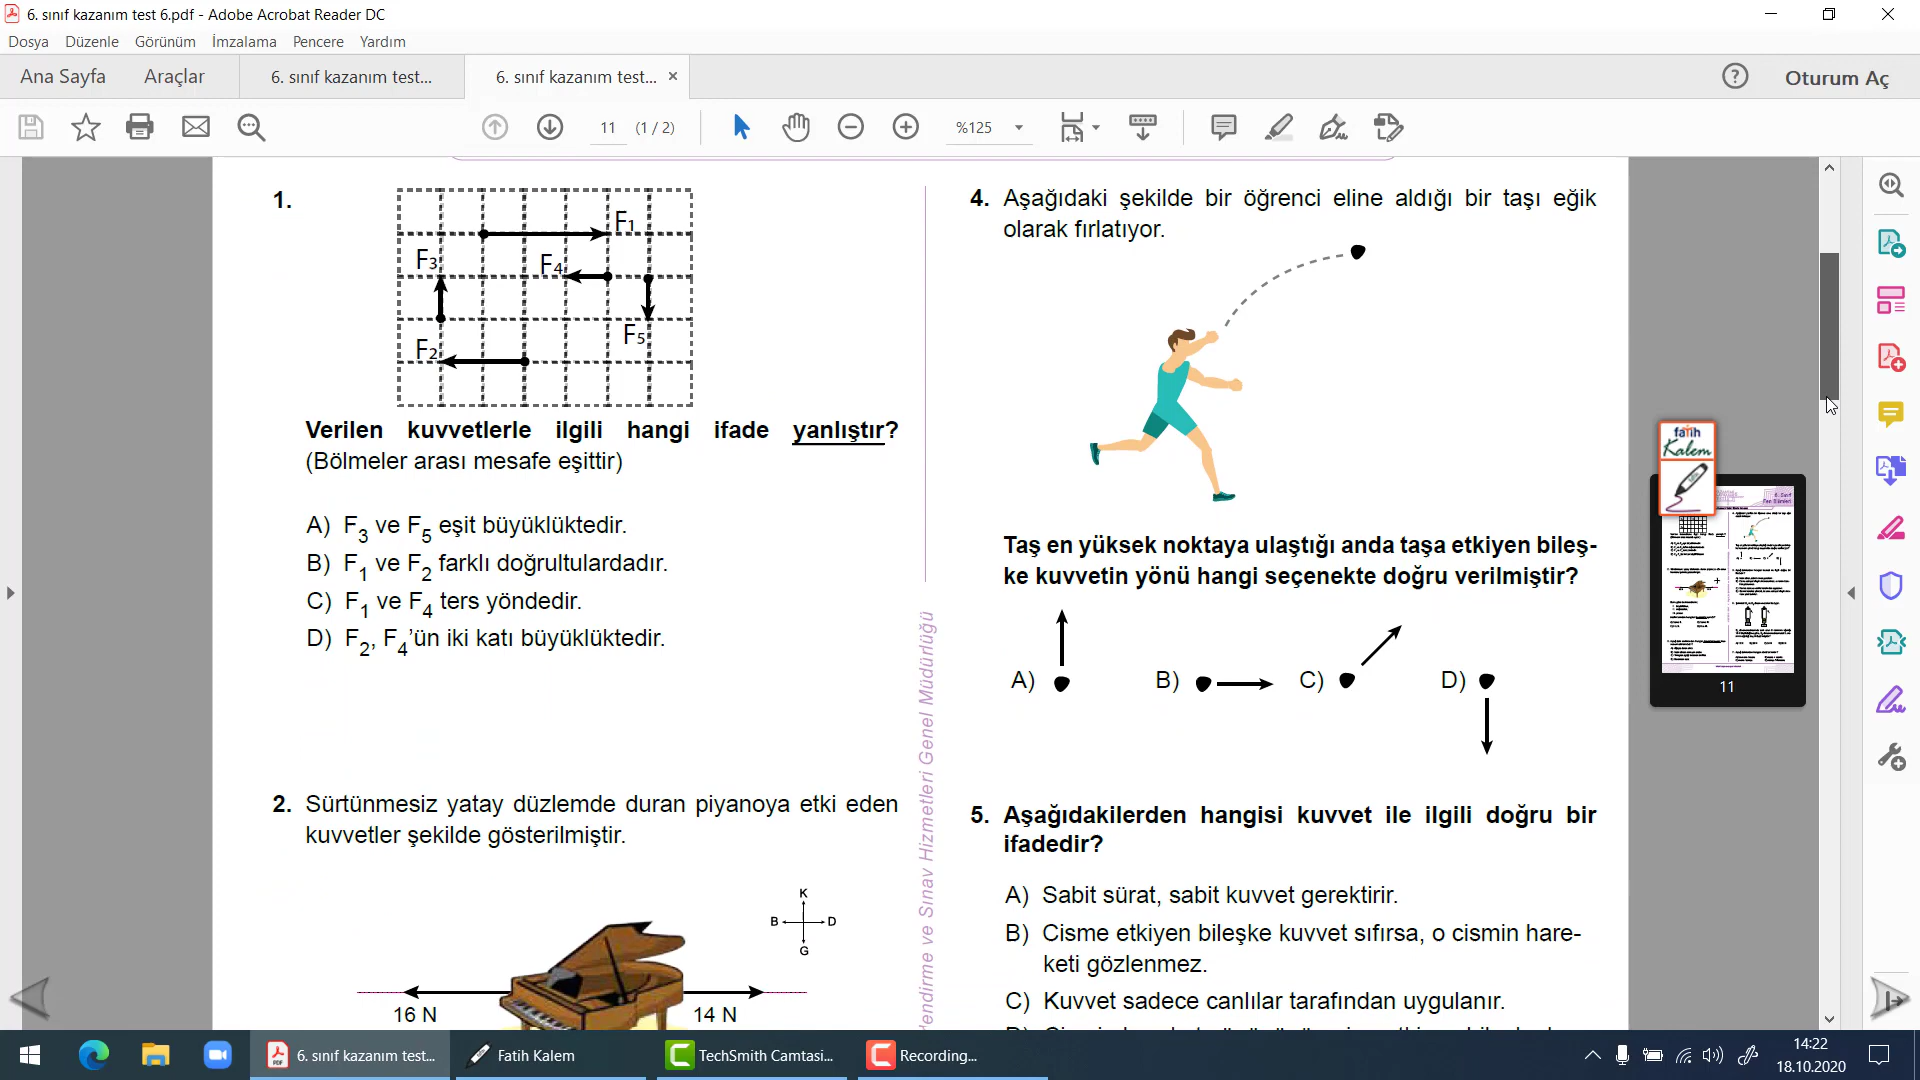 6. sınıf kazanım test 6.pdf - Adobe Acrobat Reader DC
Dosya Düzenle Görünüm İmzalama Pencere Yardım
Ana Sayfa Araçlar 6. sınıf kazanım test... 6. sınıf kazanım test... × Oturum Aç
11 (1 / 2) %125
1.
F1
F3
F4
F5
F2
Verilen kuvvetlerle ilgili hangi ifade yanlıştır?
(Bölmeler arası mesafe eşittir)
A) F3 ve F5 eşit büyüklüktedir.
B) F1 ve F2 farklı doğrultulardadır.
C) F1 ve F4 ters yöndedir.
D) F2, F4’ün iki katı büyüklüktedir.
2. Sürtünmesiz yatay düzlemde duran piyanoya etki eden
kuvvetler şekilde gösterilmiştir.
K
B D
G
16 N 14 N
Hizmetleri Genel Müdürlüğü
ve Sınav
4. Aşağıdaki şekilde bir öğrenci eline aldığı bir taşı eğik
olarak fırlatıyor.
Taş en yüksek noktaya ulaştığı anda taşa etkiyen bileş-
ke kuvvetin yönü hangi seçenekte doğru verilmiştir?
A) B) C) D)
5. Aşağıdakilerden hangisi kuvvet ile ilgili doğru bir
ifadedir?
A) Sabit sürat, sabit kuvvet gerektirir.
B) Cisme etkiyen bileşke kuvvet sıfırsa, o cismin hare-
keti gözlenmez.
C) Kuvvet sadece canlılar tarafından uygulanır.
fatih
Kalem
11
6. sınıf kazanım test... Fatih Kalem TechSmith Camtasi... Recording...
14:22
18.10.2020